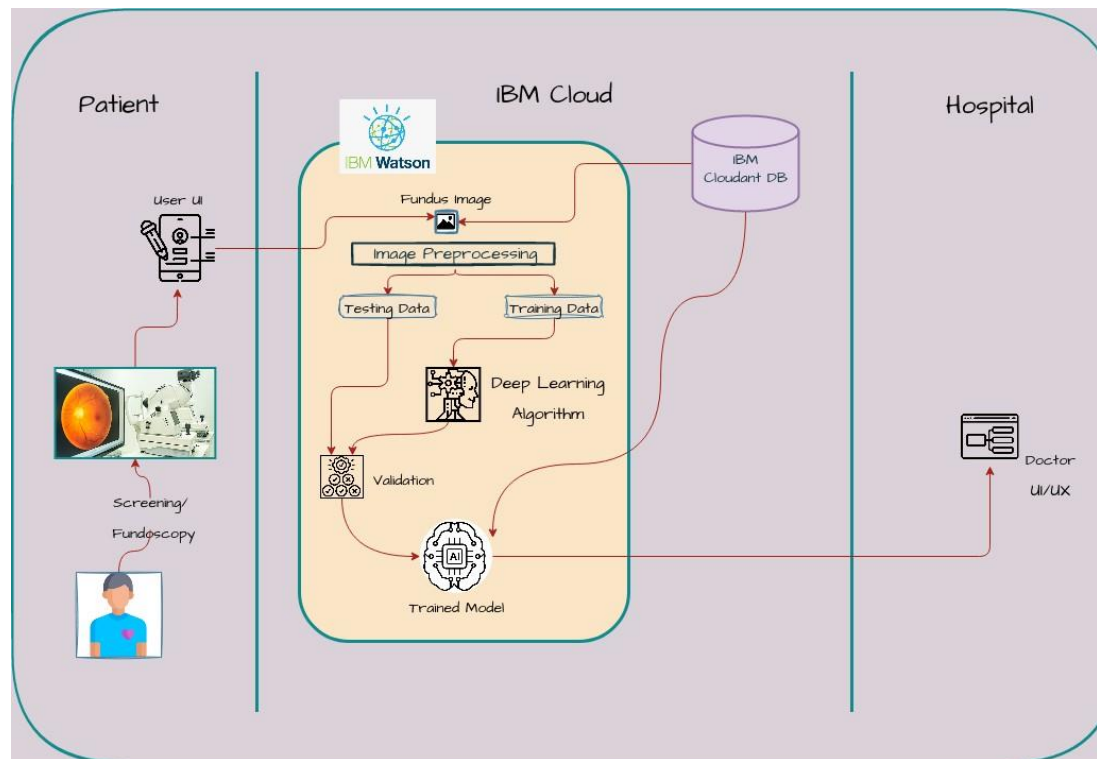 Patient
IBM Cloud
Hospital
IBM Watson
IBM
Cloudant DB
User UI
Fundus Image
Image Preprocessing
Testing Data
Training Data
Deep Learning
Algorithm
Validation
Doctor
UI/UX
Screening/
Fundoscopy
AI
Trained Model